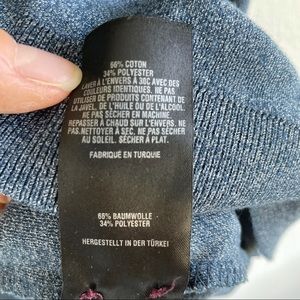 66% COTON
34% POLYESTER
LAVER À L'ENVERS À 30C AVEC DES
COULEURS IDENTIQUES. NE PAS
UTILISER DE PRODUITS CONTENANT DE
LA JAVEL, DE L'HUILE OU DE L'ALCOOL.
NE PAS SÉCHER EN MACHINE.
REPASSER À CHAUD SUR L'ENVERS. NE
PAS.NETTOYER À SEC. NE PAS SÉCHER
AU SOLEIL. SÉCHER À PLAT.
FABRIQUÉ EN TURQUIE
66% BAUMWOLLE
34% POLYESTER
HERGESTELLT IN DER TÜRKEI